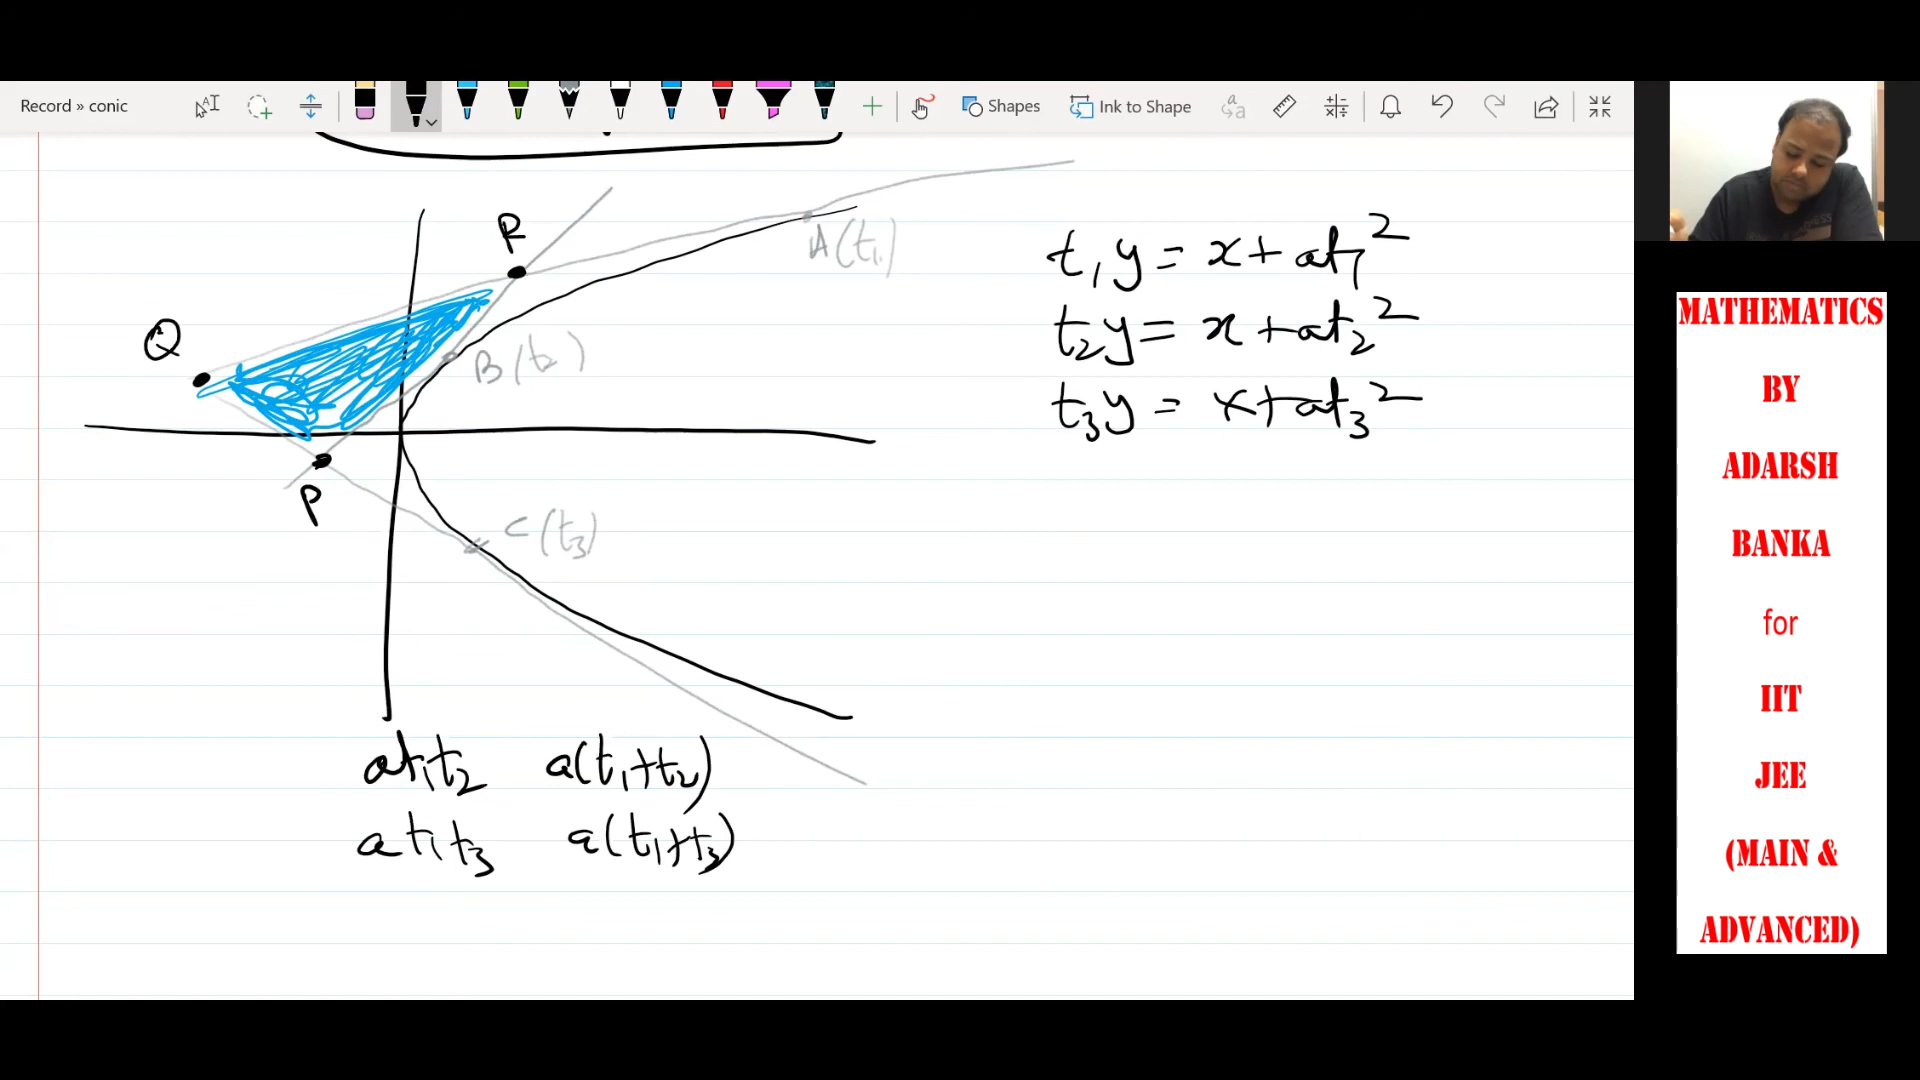 Record » conic
Shapes
Ink to Shape
R
A(t₁)
Q
B(t₂)
P
C(t₃)
t₁y = x + at₁²
t₂y = x + at₂²
t₃y = x + at₃²
at₁t₂ a(t₁+t₂)
at₁t₃ a(t₁+t₃)
MATHEMATICS
BY
ADARSH
BANKA
for
IIT
JEE
(MAIN &
ADVANCED)